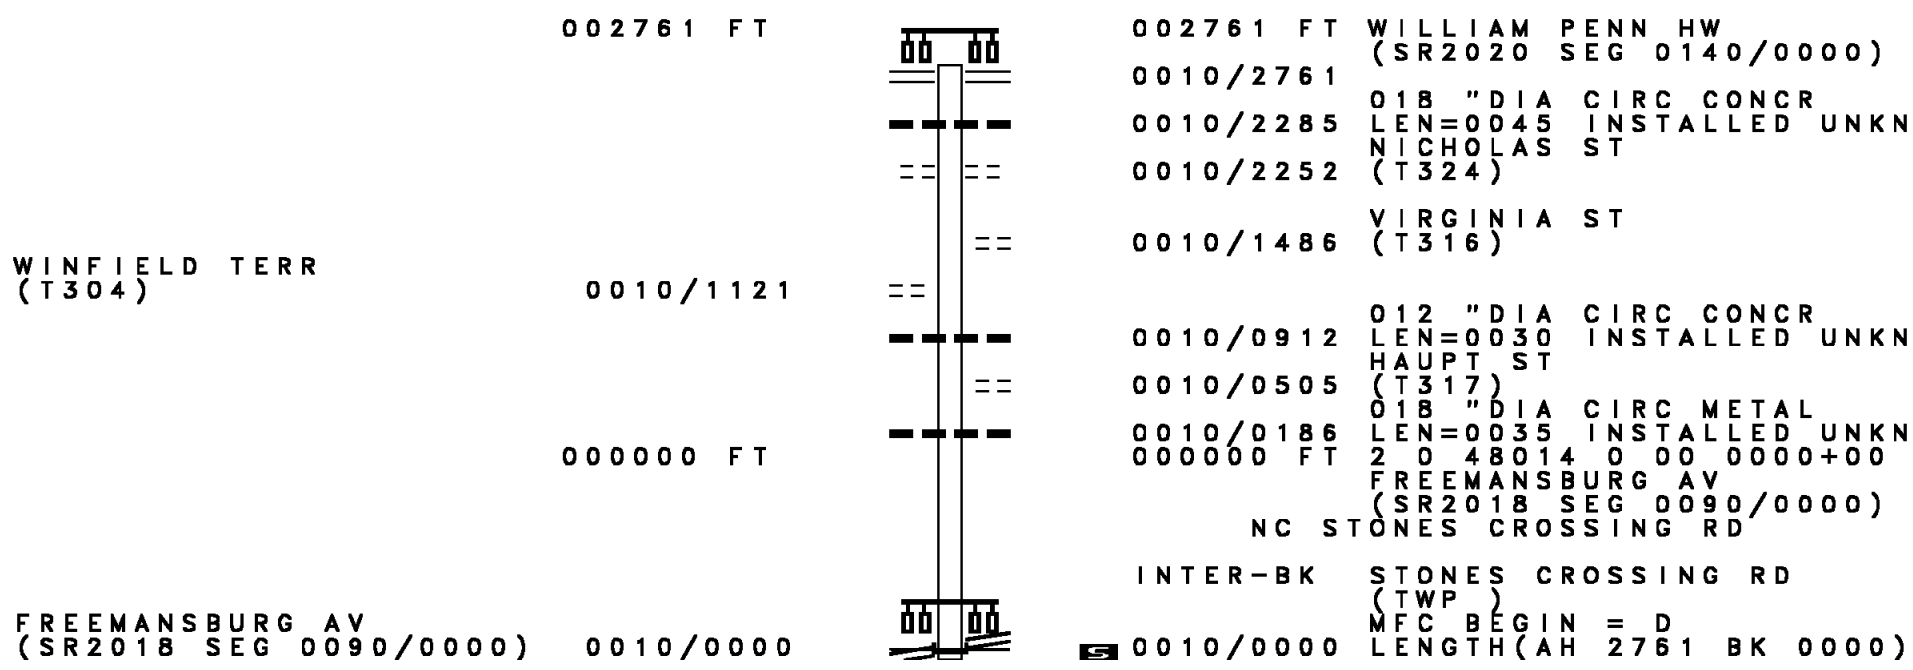 002761 FT 002761 FT WILLIAM PENN HW
(SR2020 SEG 0140/0000)
0010/2761
018 "DIA CIRC CONCR
0010/2285 LEN=0045 INSTALLED UNKN
NICHOLAS ST
0010/2252 (T324)
VIRGINIA ST
0010/1486 (T316)
WINFIELD TERR
(T304) 0010/1121
012 "DIA CIRC CONCR
0010/0912 LEN=0030 INSTALLED UNKN
HAUPT ST
0010/0505 (T317)
018 "DIA CIRC METAL
0010/0186 LEN=0035 INSTALLED UNKN
000000 FT 000000 FT 2 0 48014 0 00 0000+00
FREEMANSBURG AV
(SR2018 SEG 0090/0000)
NC STONES CROSSING RD
INTER-BK STONES CROSSING RD
(TWP )
FREEMANSBURG AV MFC BEGIN = D
(SR2018 SEG 0090/0000) 0010/0000 S 0010/0000 LENGTH(AH 2761 BK 0000)